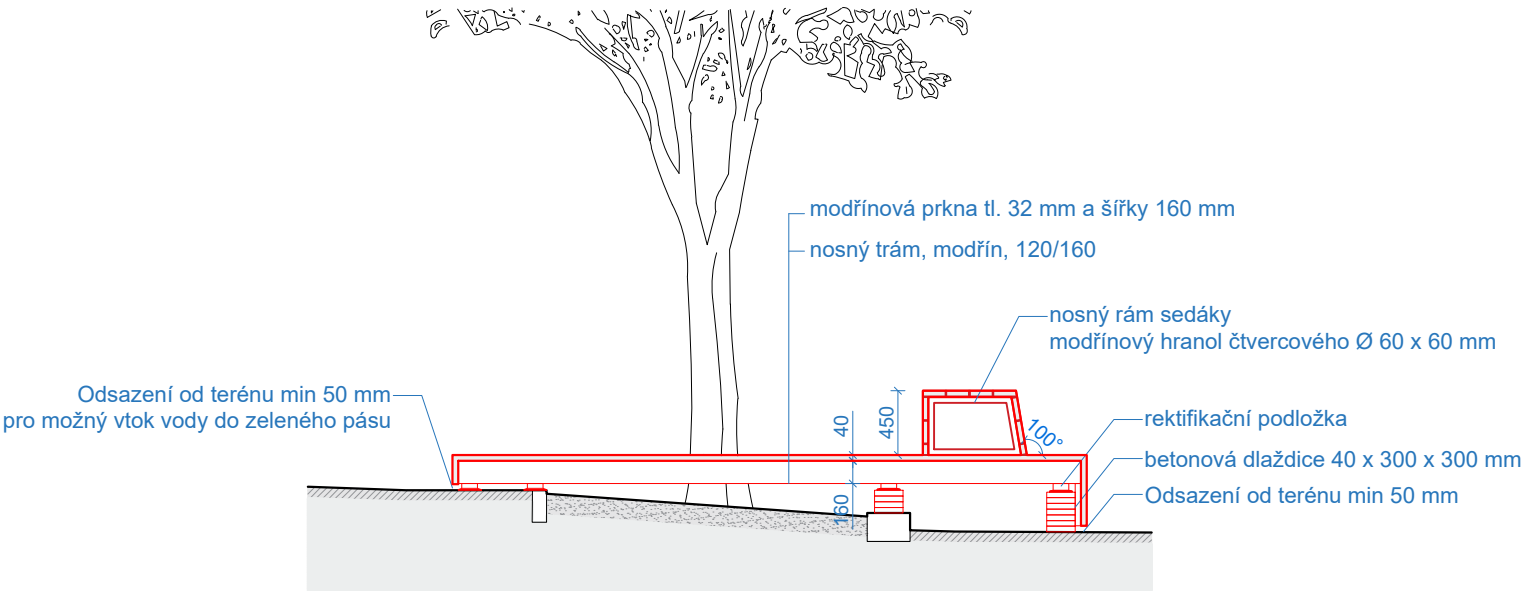 modřínová prkna tl. 32 mm a šířky 160 mm
nosný trám, modřín, 120/160
nosný rám sedáky
modřínový hranol čtvercového Ø 60 x 60 mm
Odsazení od terénu min 50 mm
pro možný vtok vody do zeleného pásu
40
450
100°
rektifikační podložka
betonová dlaždice 40 x 300 x 300 mm
Odsazení od terénu min 50 mm
160